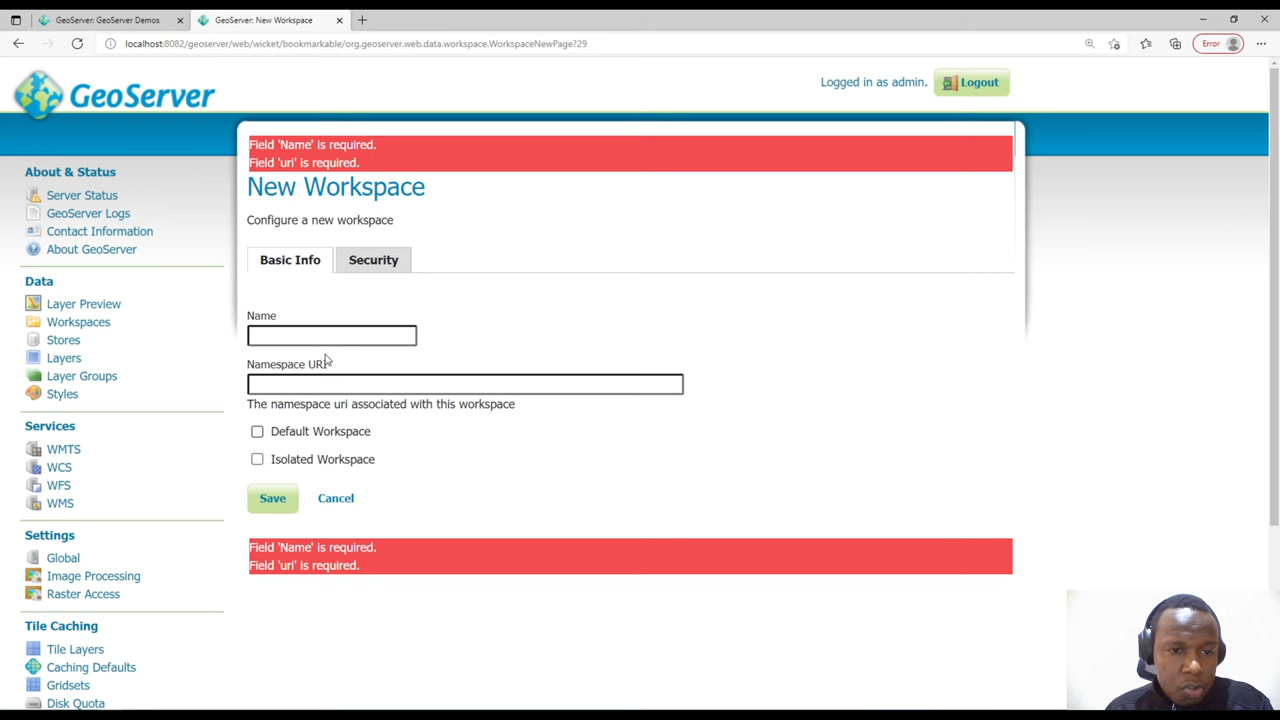 GeoServer: GeoServer Demos
GeoServer: New Workspace
localhost:8082/geoserver/web/wicket/bookmarkable/org.geoserver.web.data.workspace.WorkspaceNewPage?29
Error
GeoServer
Logged in as admin.
Logout
Field 'Name' is required.
Field 'uri' is required.
New Workspace
Configure a new workspace
Basic Info
Security
Name
Namespace URI
The namespace uri associated with this workspace
Default Workspace
Isolated Workspace
Save
Cancel
Field 'Name' is required.
Field 'uri' is required.
About & Status
Server Status
GeoServer Logs
Contact Information
About GeoServer
Data
Layer Preview
Workspaces
Stores
Layers
Layer Groups
Styles
Services
WMTS
WCS
WFS
WMS
Settings
Global
Image Processing
Raster Access
Tile Caching
Tile Layers
Caching Defaults
Gridsets
Disk Quota